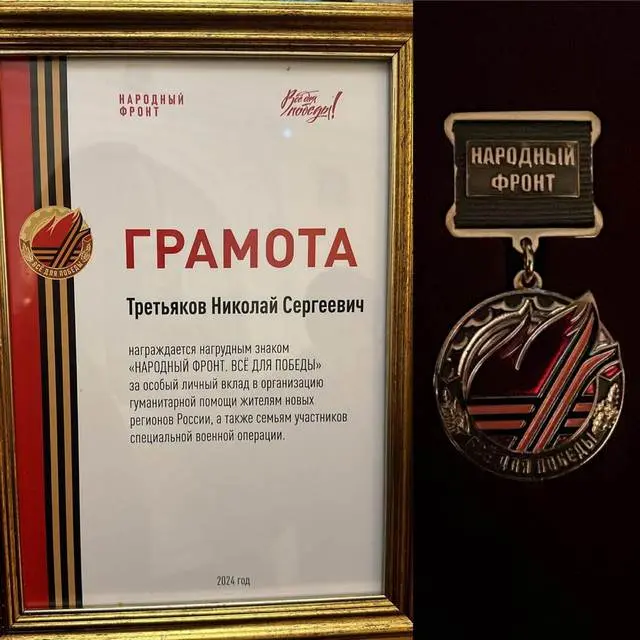 НАРОДНЫЙ
ФРОНТ
Всё для
победы!
ВСЁ ДЛЯ ПОБЕДЫ
ГРАМОТА
Третьяков Николай Сергеевич
награждается нагрудным знаком
«НАРОДНЫЙ ФРОНТ. ВСЁ ДЛЯ ПОБЕДЫ»
за особый личный вклад в организацию
гуманитарной помощи жителям новых
регионов России, а также семьям участников
специальной военной операции.
2024 год
НАРОДНЫЙ
ФРОНТ
ВСЁ ДЛЯ ПОБЕДЫ